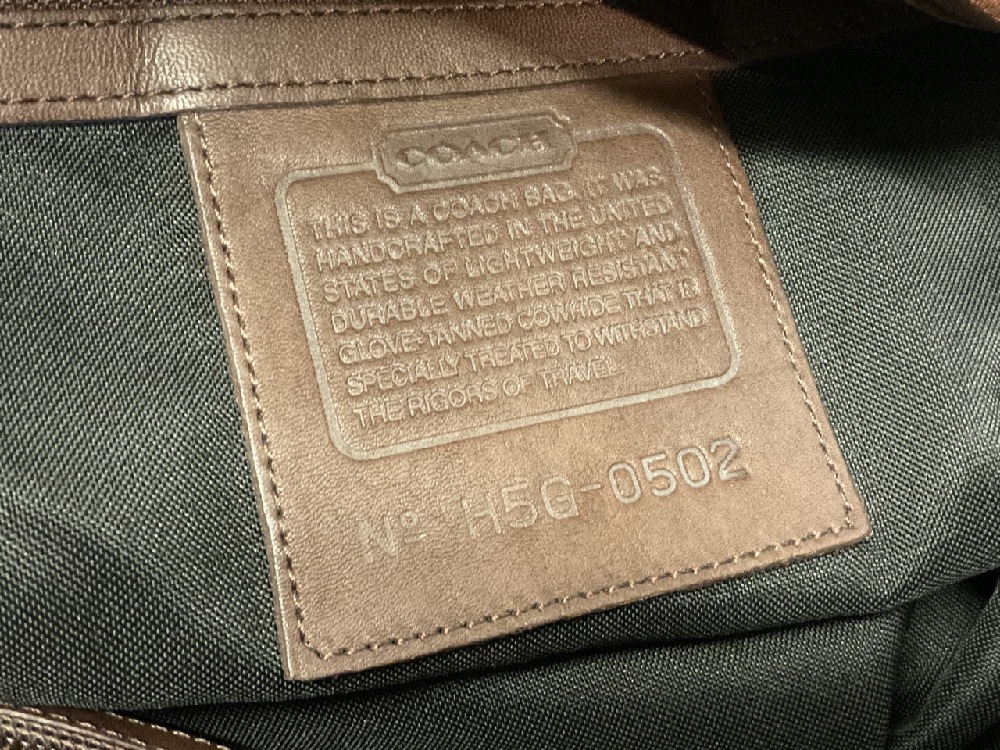 COACH
THIS IS A COACH BAG. IT WAS
HANDCRAFTED IN THE UNITED
STATES OF LIGHTWEIGHT AND
DURABLE WEATHER RESISTANT
GLOVE-TANNED COWHIDE THAT IS
SPECIALLY TREATED TO WITHSTAND
THE RIGORS OF TRAVEL.
Nº H5G-0502